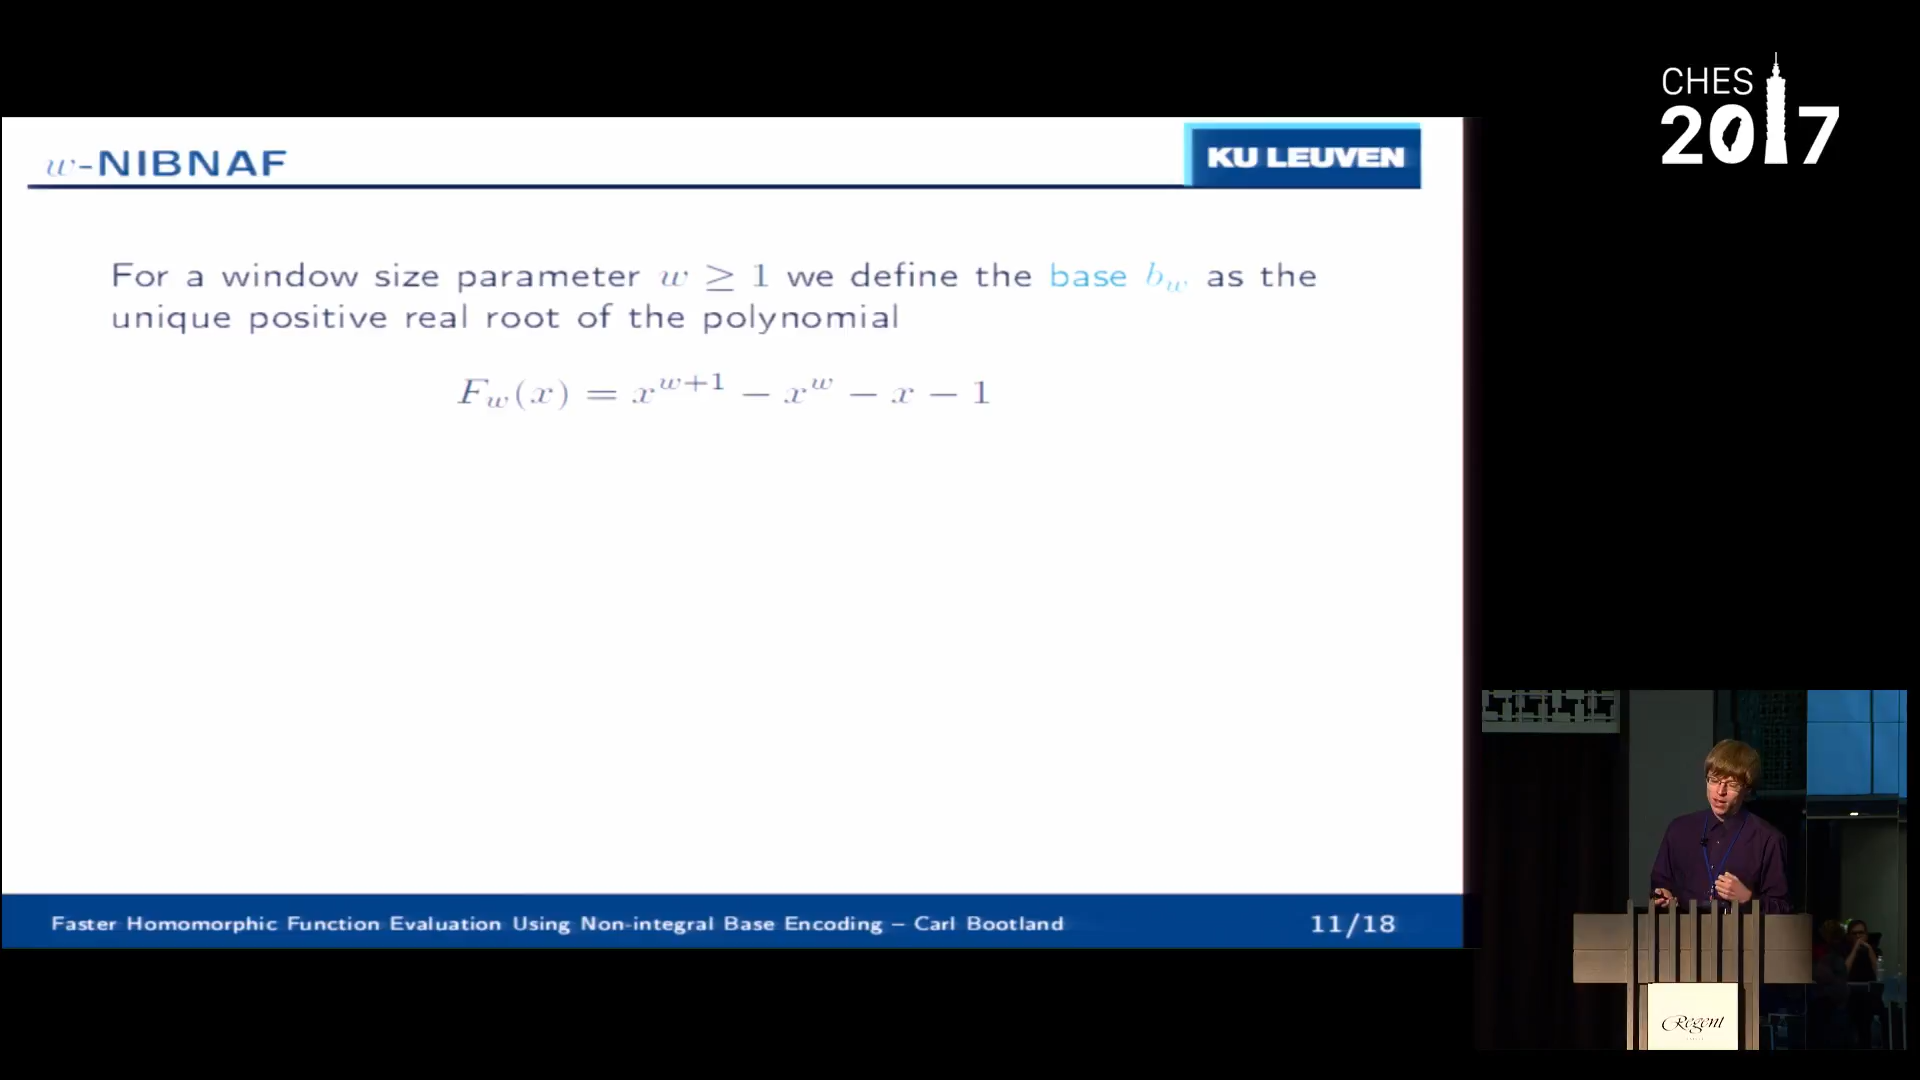 CHES
2017
w-NIBNAF
KU LEUVEN
For a window size parameter w ≥ 1 we define the base b_w as the
unique positive real root of the polynomial
F_w(x) = x^{w+1} − x^w − x − 1
Faster Homomorphic Function Evaluation Using Non-integral Base Encoding – Carl Bootland
11/18
Regent